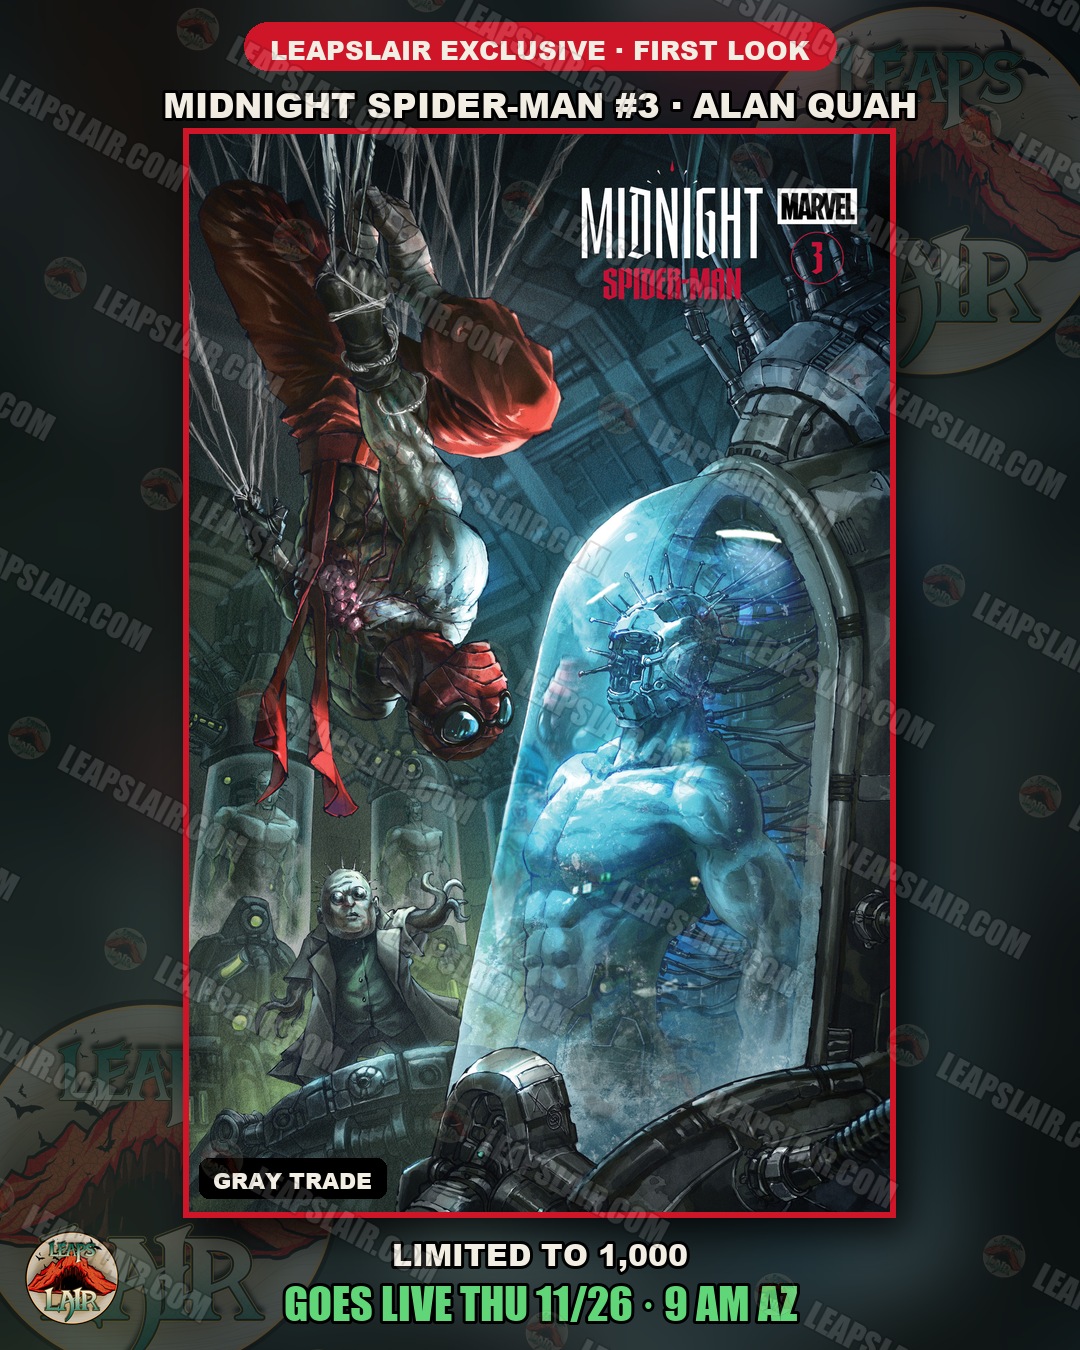 LEAPSLAIR EXCLUSIVE · FIRST LOOK
MIDNIGHT SPIDER-MAN #3 · ALAN QUAH
MIDNIGHT
MARVEL
SPIDER-MAN
3
GRAY TRADE
LIMITED TO 1,000
GOES LIVE THU 11/26 · 9 AM AZ
LEAPS
LAIR
LEAPSLAIR.COM